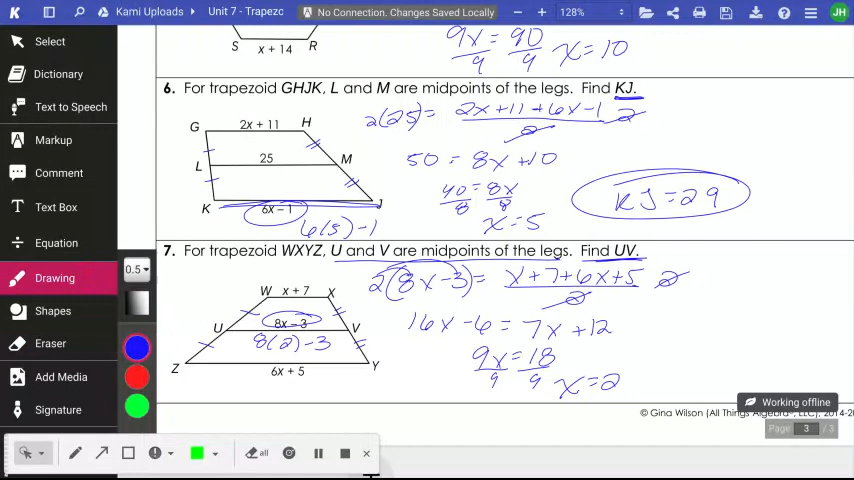 K
Kami Uploads
Unit 7 - Trapezo
No Connection. Changes Saved Locally
128%
JH
Select
Dictionary
Text to Speech
Markup
Comment
Text Box
Equation
Drawing
Shapes
Eraser
Add Media
Signature
0.5
S x + 14 R
9x = 90
9 9 x = 10
6. For trapezoid GHJK, L and M are midpoints of the legs. Find KJ.
G 2x + 11 H
L 25 M
K 6x – 1 J
6(5) - 1
2(25) = 2x + 11 + 6x - 1 2
2
50 = 8x + 10
40 = 8x
8 8
x = 5
KJ = 29
7. For trapezoid WXYZ, U and V are midpoints of the legs. Find UV.
W x + 7 X
U 8x – 3 V
8(2) - 3
Z 6x + 5 Y
2(8x - 3) = x + 7 + 6x + 5 2
2
16x - 6 = 7x + 12
9x = 18
9 9 x = 2
Working offline
© Gina Wilson (All Things Algebra®, LLC), 2014-20
Page 3 / 3
all